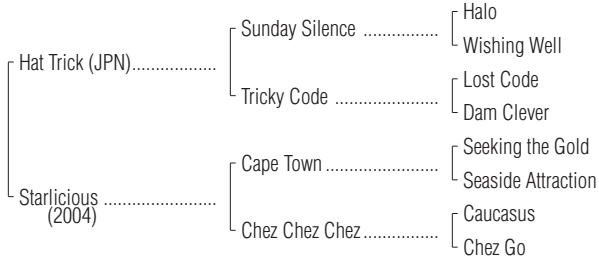 Halo
Sunday Silence ................
Wishing Well
Hat Trick (JPN)..................
Lost Code
Tricky Code ......................
Dam Clever
Seeking the Gold
Cape Town ........................
Seaside Attraction
Starlicious ........................
(2004)
Caucasus
Chez Chez Chez................
Chez Go